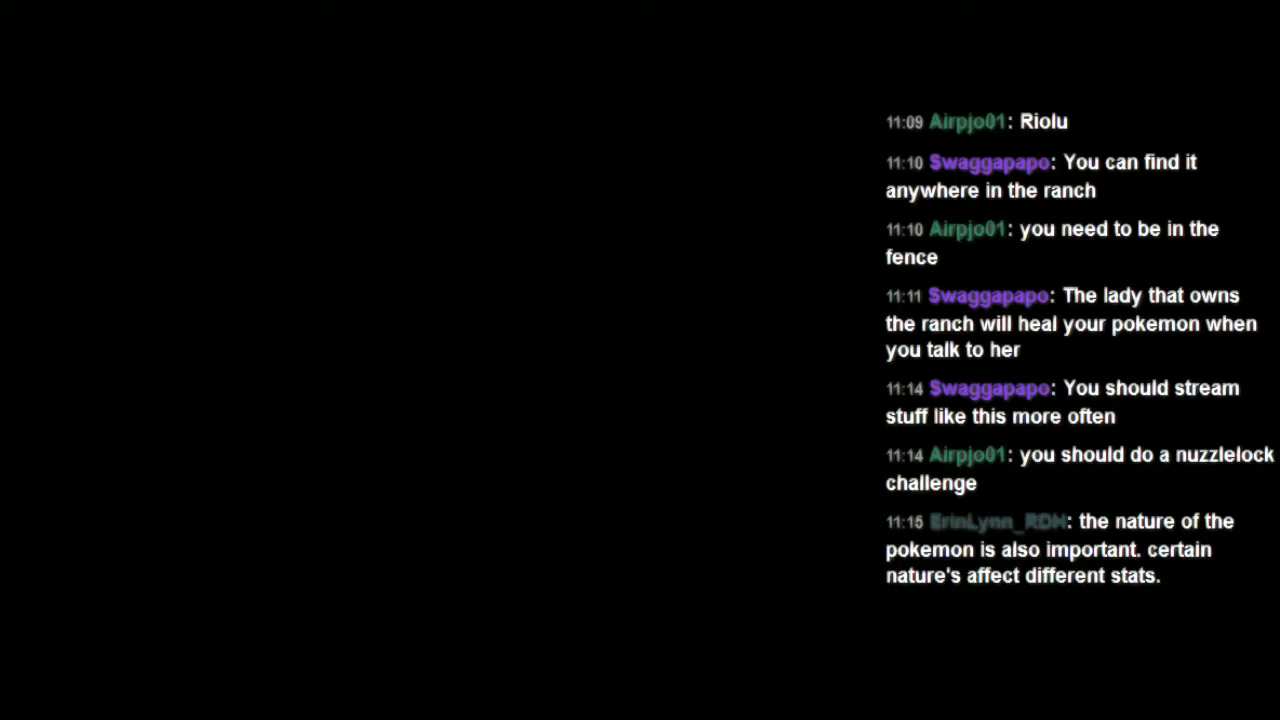 11:09 Airpjo01: Riolu
11:10 Swaggapapo: You can find it
anywhere in the ranch
11:10 Airpjo01: you need to be in the
fence
11:11 Swaggapapo: The lady that owns
the ranch will heal your pokemon when
you talk to her
11:14 Swaggapapo: You should stream
stuff like this more often
11:14 Airpjo01: you should do a nuzzlelock
challenge
11:15 ErinLynn_RDH: the nature of the
pokemon is also important. certain
nature's affect different stats.